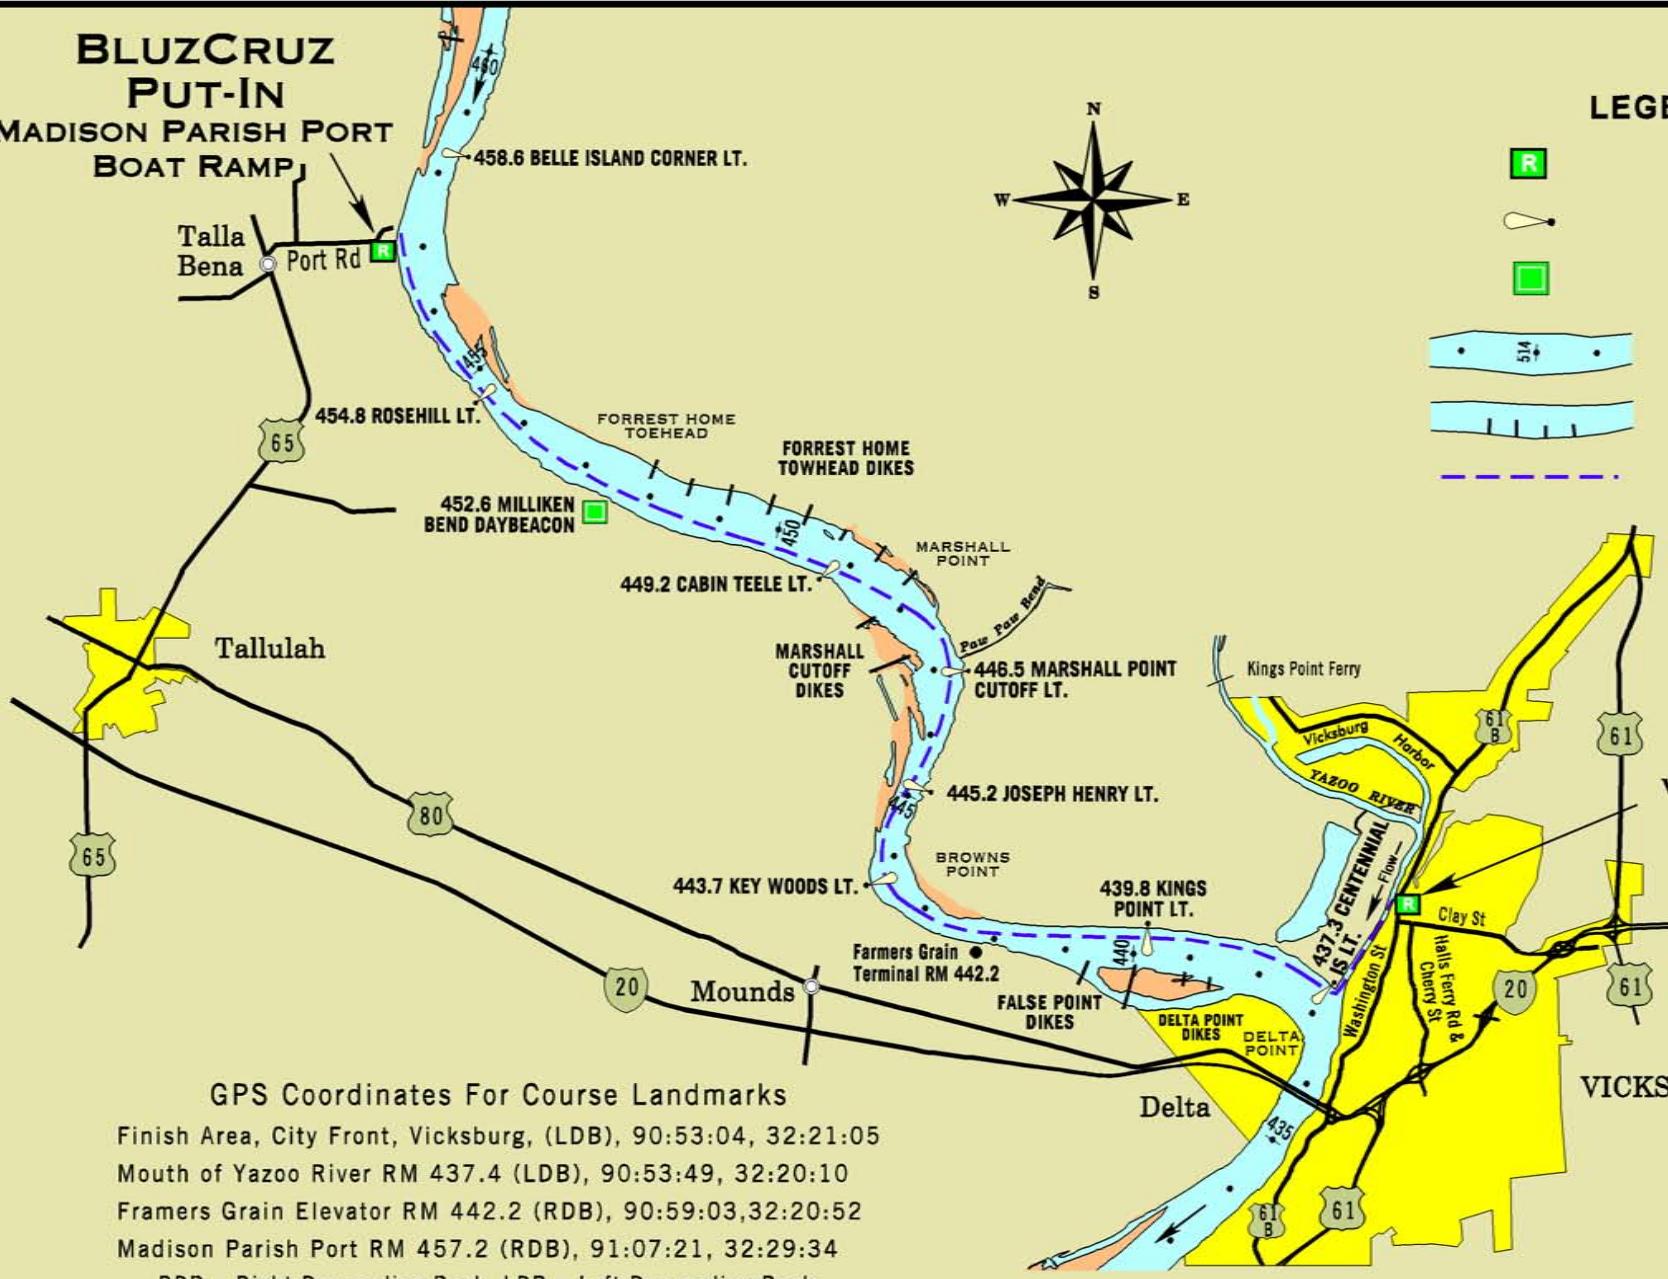 BLUZCRUZ
PUT-IN
MADISON PARISH PORT
BOAT RAMP
460
458.6 BELLE ISLAND CORNER LT.
N
W
E
S
R
Talla
Bena
Port Rd
R
455
514
454.8 ROSEHILL LT.
65
FORREST HOME
TOEHEAD
FORREST HOME
TOWHEAD DIKES
452.6 MILLIKEN
BEND DAYBEACON
450
MARSHALL
POINT
449.2 CABIN TEELE LT.
Paw Paw Bend
Tallulah
MARSHALL
CUTOFF
DIKES
446.5 MARSHALL POINT
CUTOFF LT.
Kings Point Ferry
61
B
61
Vicksburg
Harbor
YAZOO RIVER
445.2 JOSEPH HENRY LT.
445
80
65
BROWNS
POINT
443.7 KEY WOODS LT.
439.8 KINGS
POINT LT.
437.3 CENTENNIAL
IS LT.
Flow
R
Clay St
440
Farmers Grain
Terminal RM 442.2
Washington St
Halls Ferry Rd &
Cherry St
20
Mounds
20
61
FALSE POINT
DIKES
DELTA POINT
DIKES
DELTA
POINT
Delta
435
61
B
61
GPS Coordinates For Course Landmarks
Finish Area, City Front, Vicksburg, (LDB), 90:53:04, 32:21:05
Mouth of Yazoo River RM 437.4 (LDB), 90:53:49, 32:20:10
Framers Grain Elevator RM 442.2 (RDB), 90:59:03,32:20:52
Madison Parish Port RM 457.2 (RDB), 91:07:21, 32:29:34